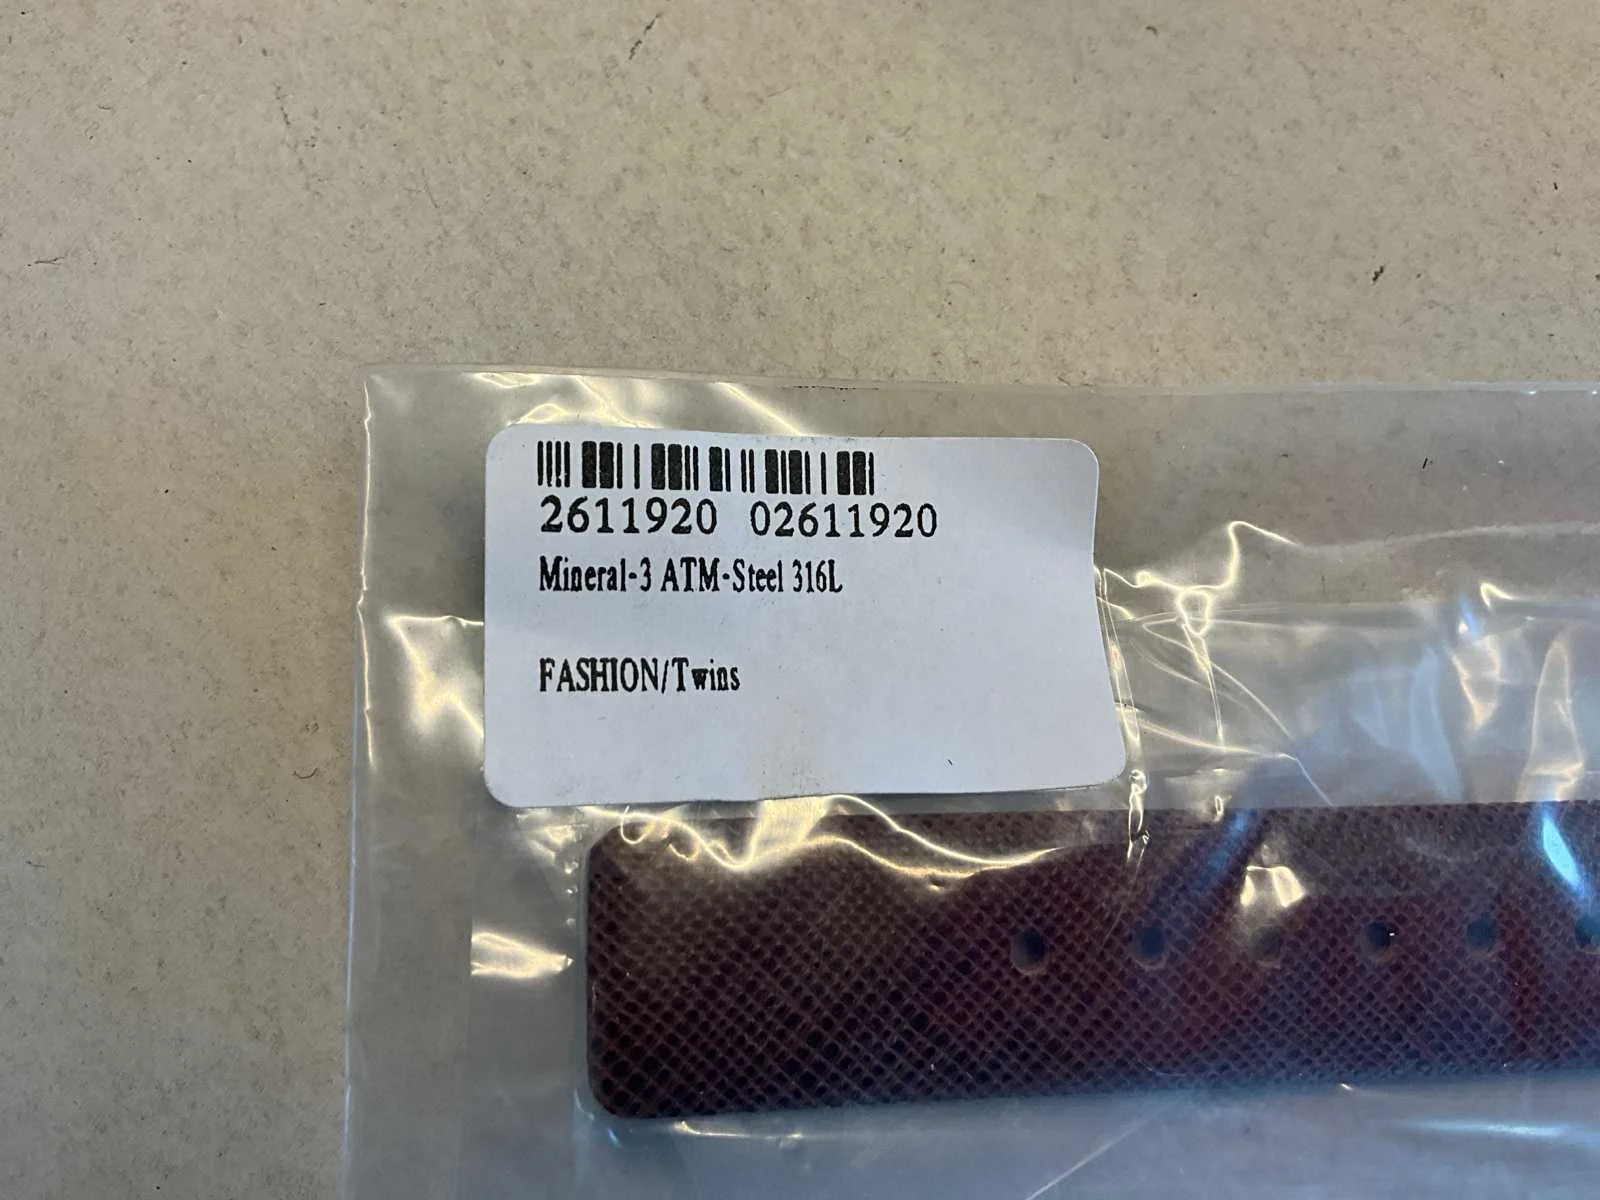 2611920 02611920
Mineral-3 ATM-Steel 316L
FASHION/Twins